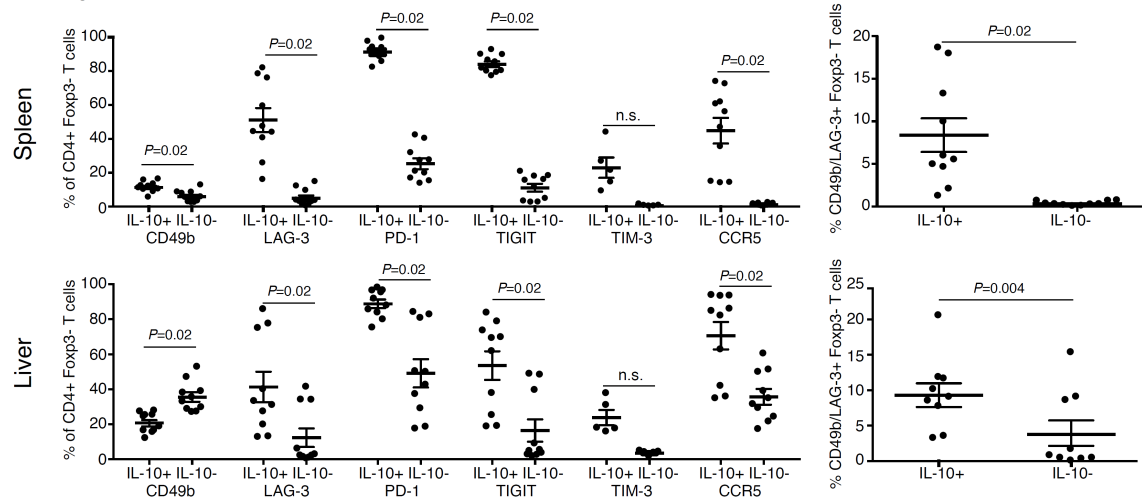 Spleen
% of CD4+ Foxp3- T cells
100
80
60
40
20
0
P=0.02
P=0.02
P=0.02
P=0.02
n.s.
P=0.02
IL-10+ IL-10- IL-10+ IL-10- IL-10+ IL-10- IL-10+ IL-10- IL-10+ IL-10- IL-10+ IL-10-
CD49b LAG-3 PD-1 TIGIT TIM-3 CCR5
% CD49b/LAG-3+ Foxp3- T cells
20
15
10
5
0
P=0.02
IL-10+ IL-10-
Liver
% of CD4+ Foxp3- T cells
100
80
60
40
20
0
P=0.02
P=0.02
P=0.02
P=0.02
n.s.
P=0.02
IL-10+ IL-10- IL-10+ IL-10- IL-10+ IL-10- IL-10+ IL-10- IL-10+ IL-10- IL-10+ IL-10-
CD49b LAG-3 PD-1 TIGIT TIM-3 CCR5
% CD49b/LAG-3+ Foxp3- T cells
25
20
15
10
5
0
P=0.004
IL-10+ IL-10-